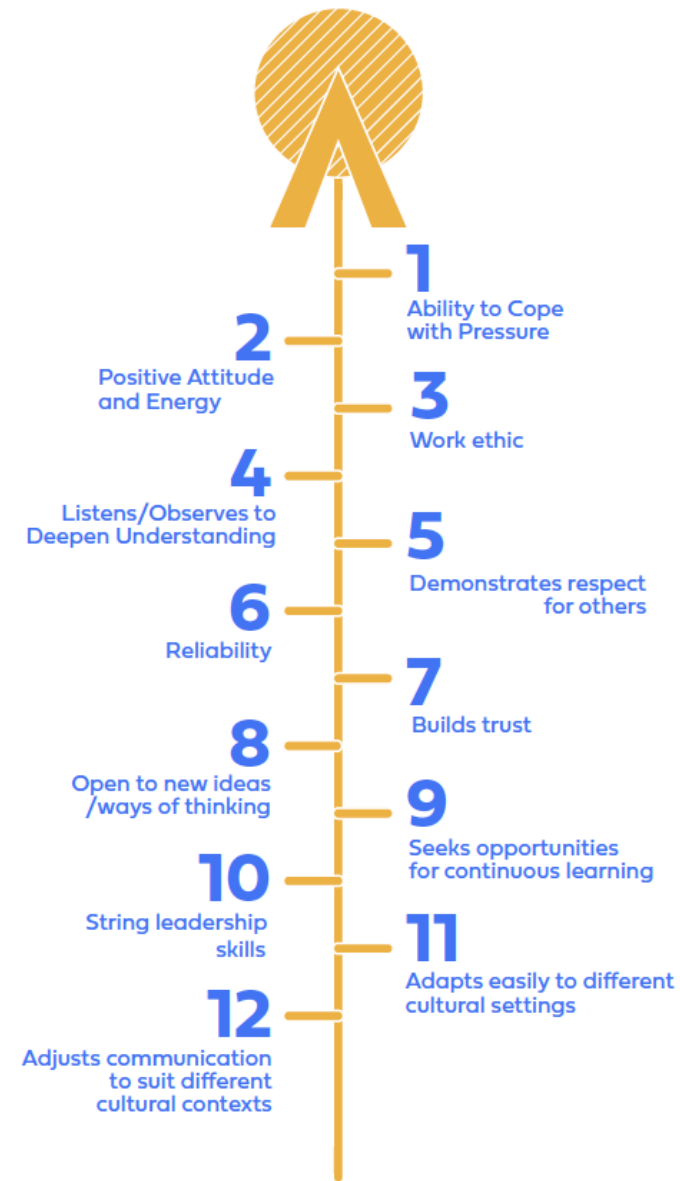 1
Ability to Cope
with Pressure
2
Positive Attitude
and Energy
3
Work ethic
4
Listens/Observes to
Deepen Understanding
5
Demonstrates respect
for others
6
Reliability
7
Builds trust
8
Open to new ideas
/ways of thinking
9
Seeks opportunities
for continuous learning
10
String leadership
skills
11
Adapts easily to different
cultural settings
12
Adjusts communication
to suit different
cultural contexts